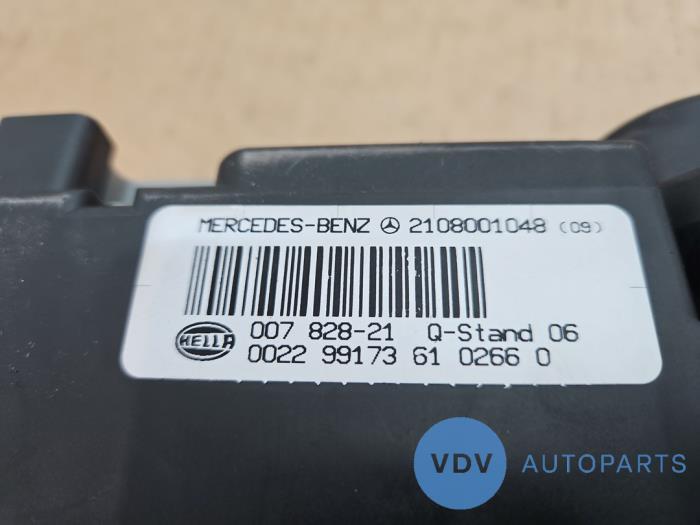 MERCEDES-BENZ 2108001048 (09)
HELLA 007 828-21 Q-Stand 06
0022 99173 61 0266 0
VDV AUTOPARTS